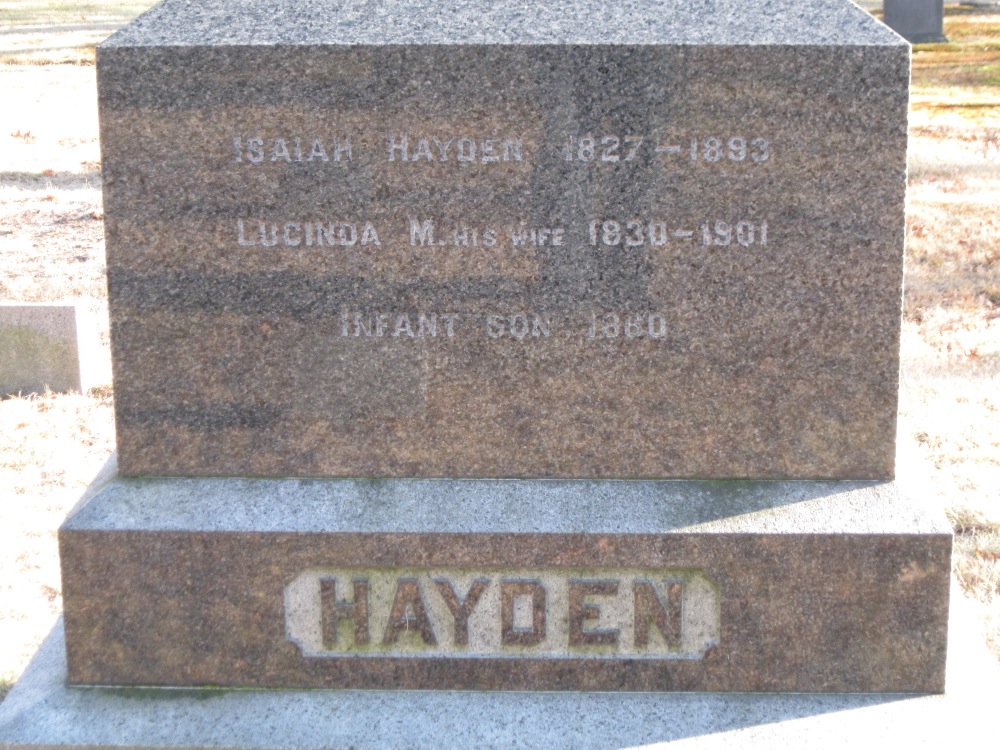 ISAIAH HAYDEN 1827-1893
LUCINDA M. HIS WIFE 1830-1901
INFANT SON 1860
HAYDEN